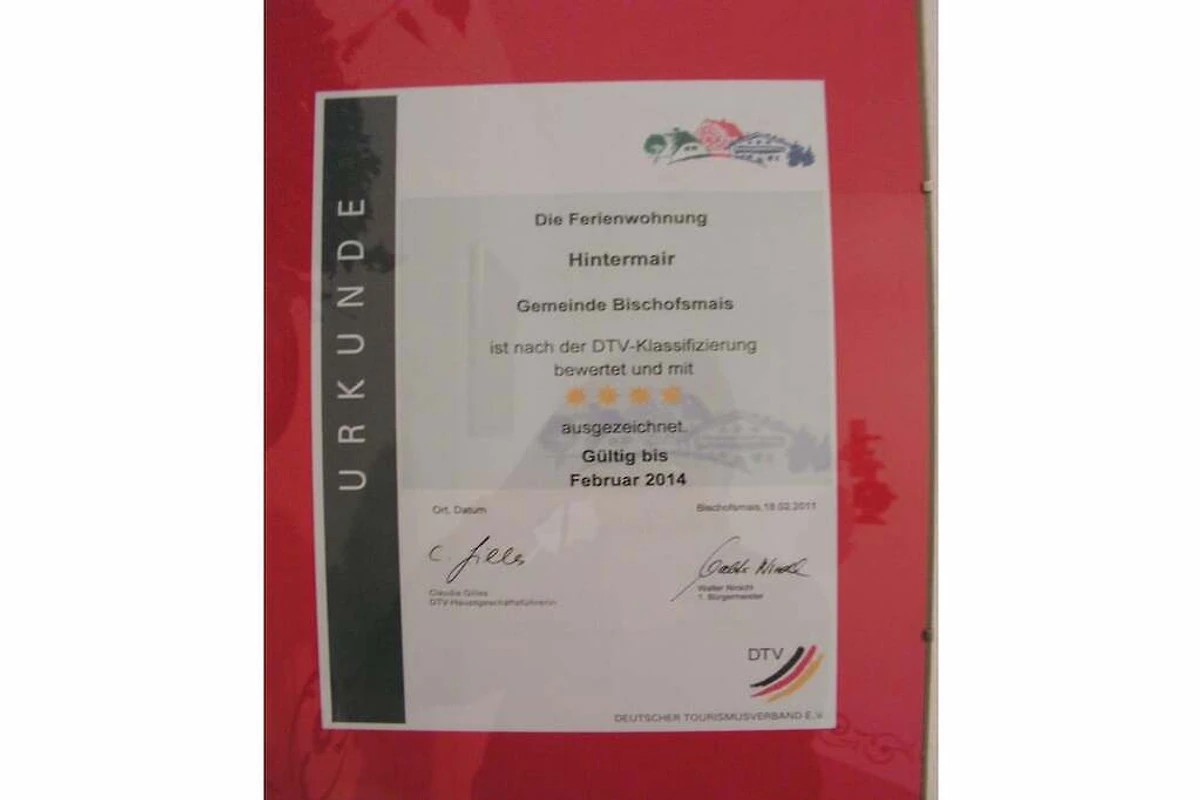 URKUNDE
Die Ferienwohnung
Hintermair
Gemeinde Bischofsmais
ist nach der DTV-Klassifizierung
bewertet und mit
ausgezeichnet.
Gültig bis
Februar 2014
Ort, Datum
Bischofsmais, 18.02.2011
C. Gilles
Claudia Gilles
DTV-Hauptgeschäftsführerin
Walter
1. Bürgermeister
DTV
DEUTSCHER TOURISMUSVERBAND E.V.